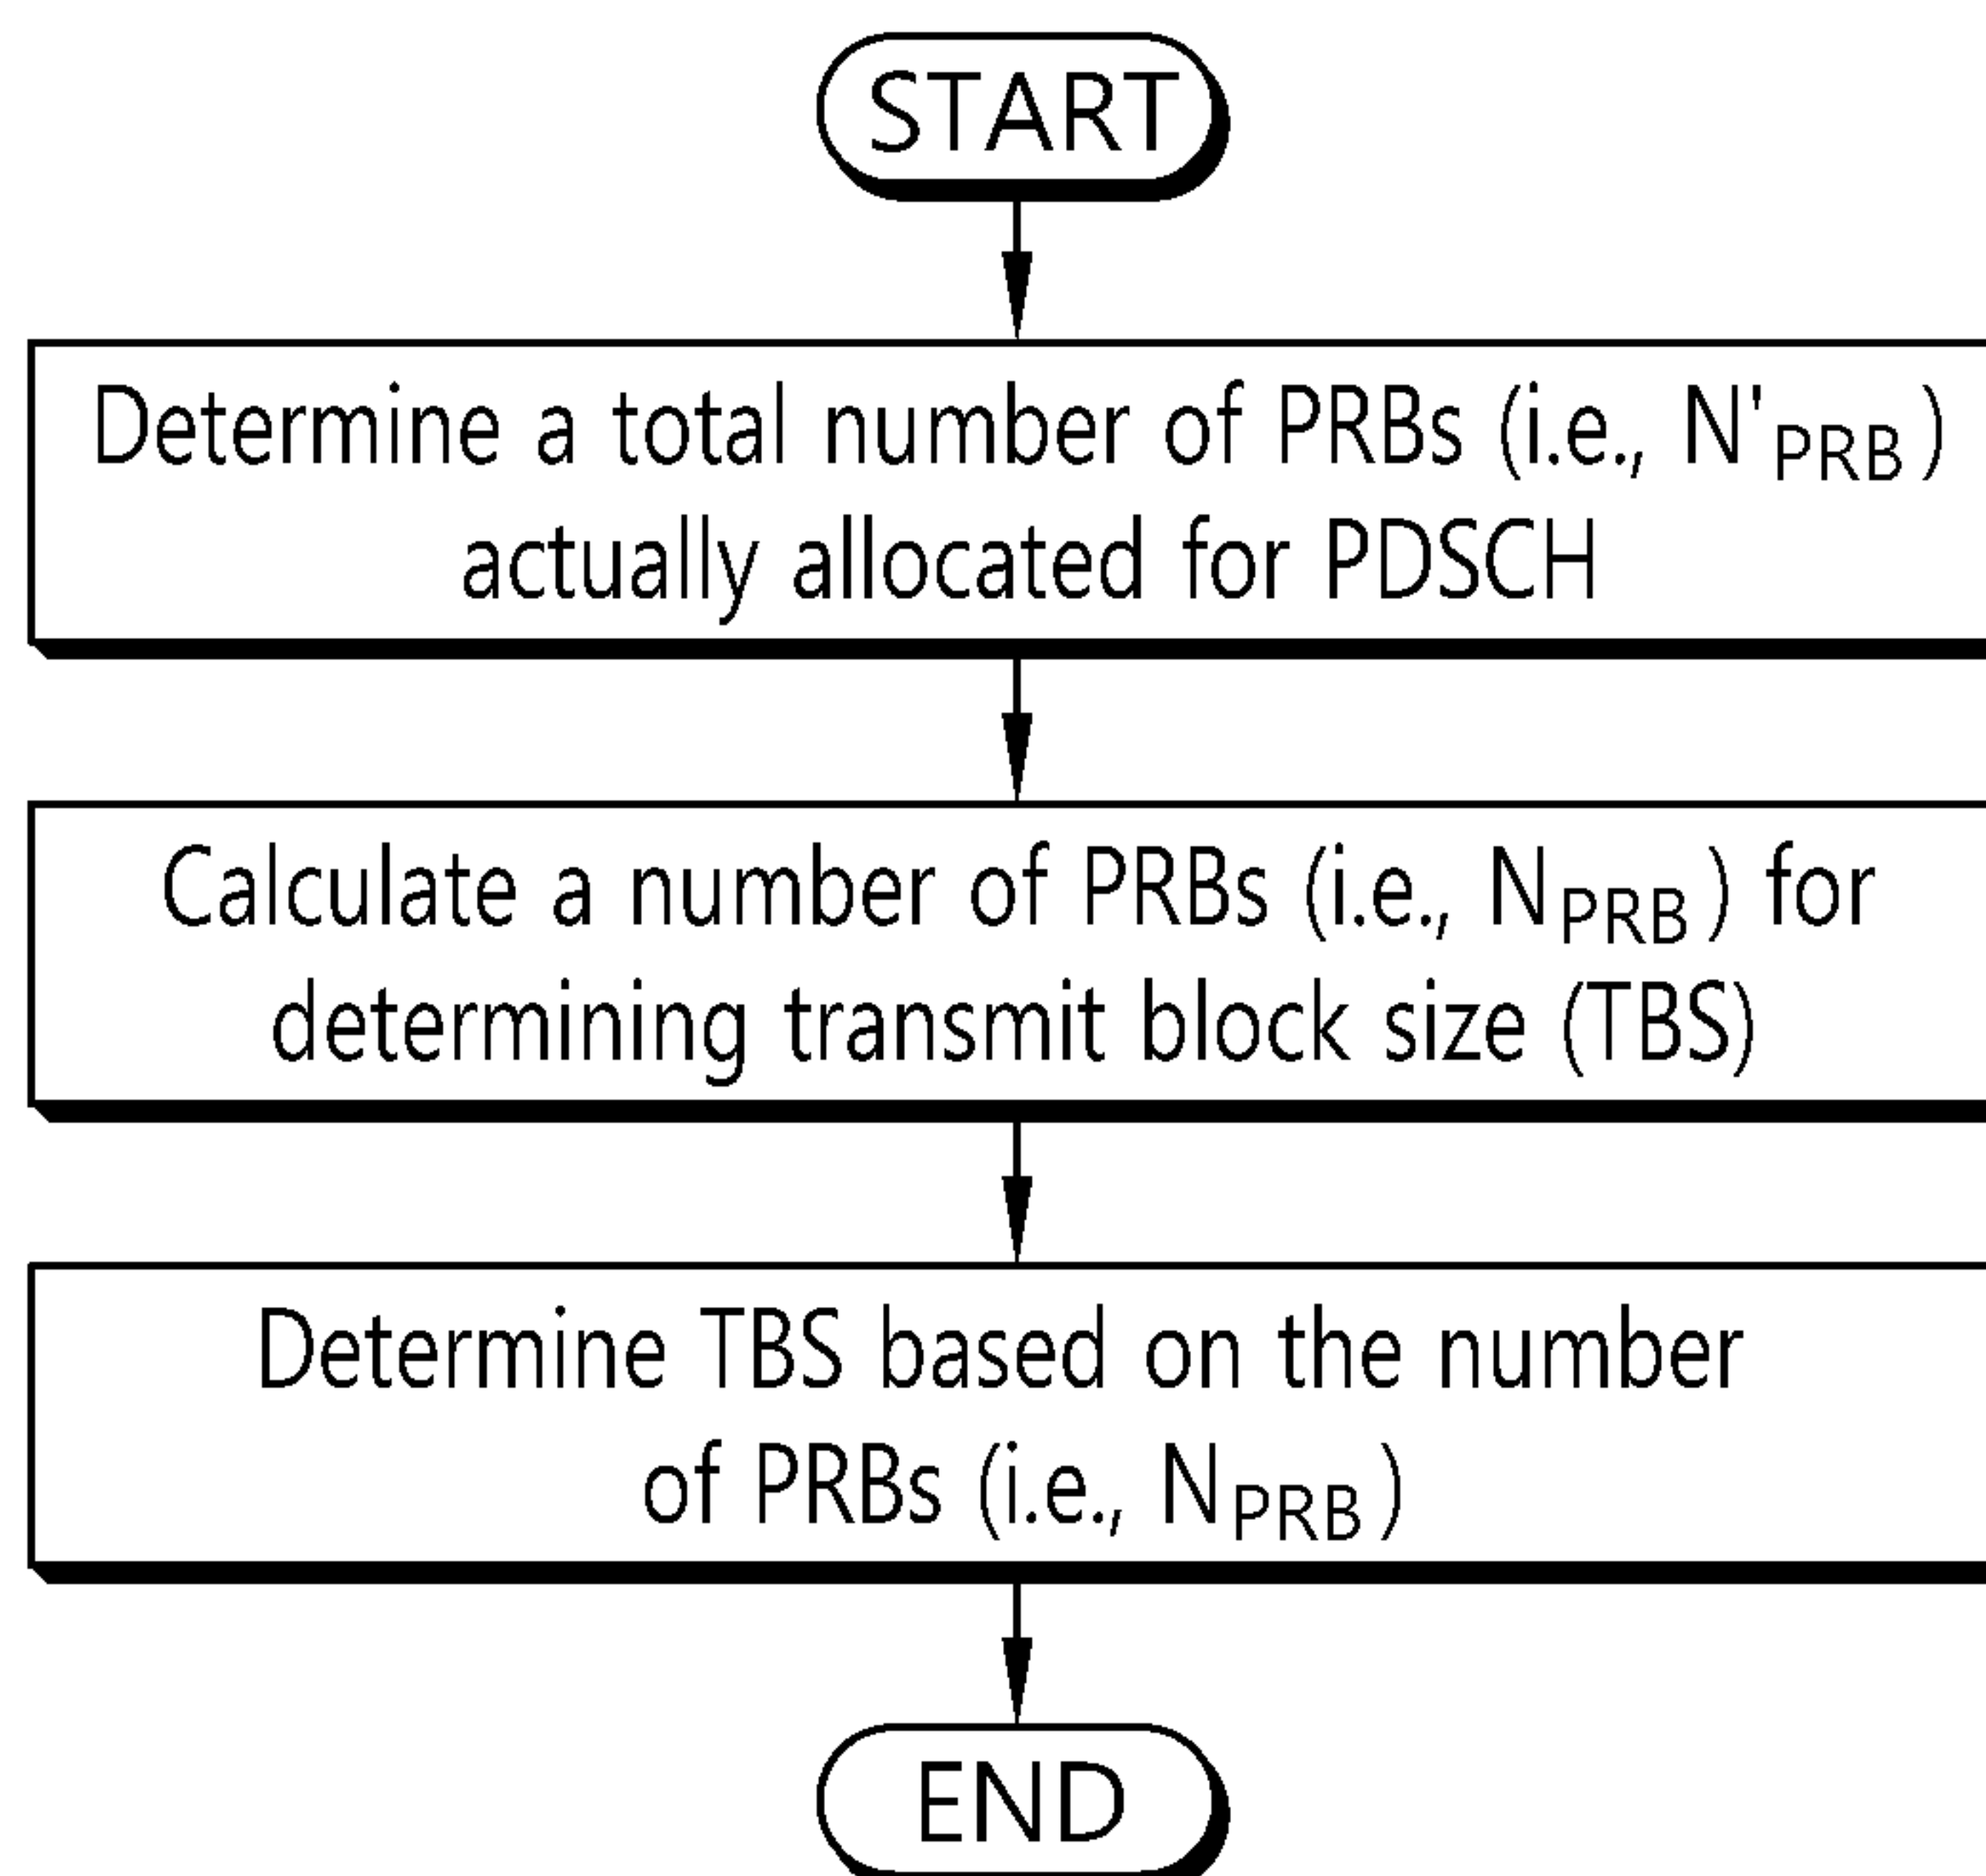 START
Determine a total number of PRBs (i.e., N'PRB)
actually allocated for PDSCH
Calculate a number of PRBs (i.e., NPRB) for
determining transmit block size (TBS)
Determine TBS based on the number
of PRBs (i.e., NPRB)
END